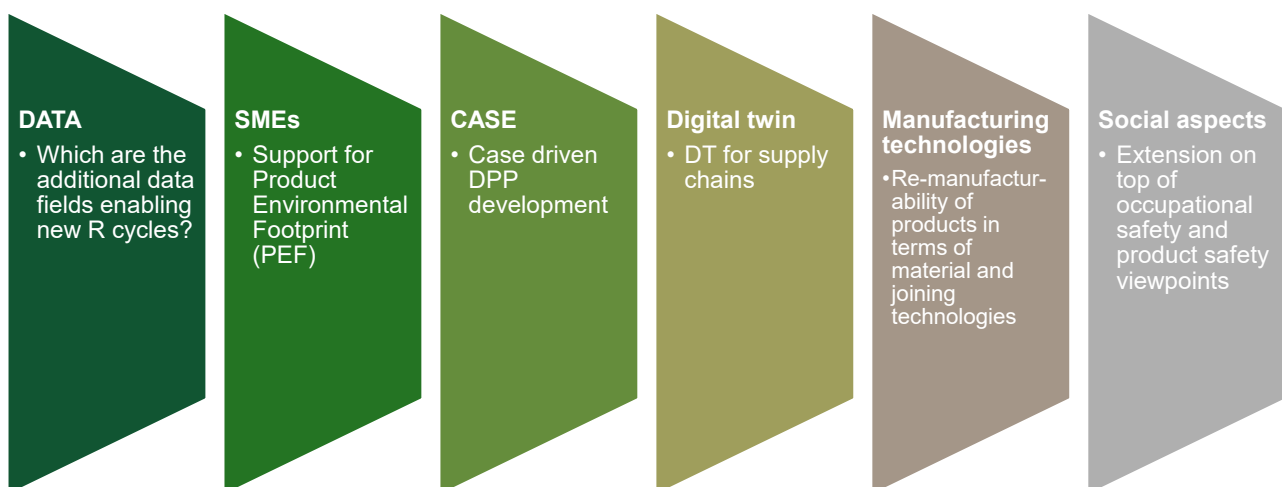 DATA
• Which are the
additional data
fields enabling
new R cycles?
SMEs
• Support for
Product
Environmental
Footprint
(PEF)
CASE
• Case driven
DPP
development
Digital twin
• DT for supply
chains
Manufacturing
technologies
•Re-manufactur-
ability of
products in
terms of
material and
joining
technologies
Social aspects
• Extension on
top of
occupational
safety and
product safety
viewpoints